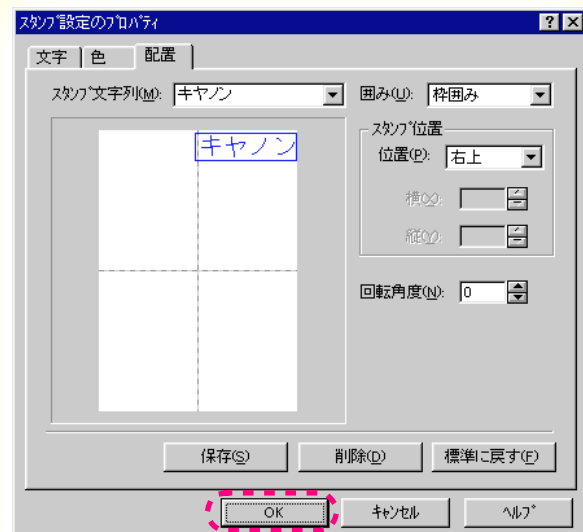 ｽﾀﾝﾌﾟ設定のﾌﾟﾛﾊﾟﾃｨ
文字 色 配置
ｽﾀﾝﾌﾟ文字列(M): キヤノン 囲み(U): 枠囲み
キヤノン
ｽﾀﾝﾌﾟ位置
位置(P): 右上
横(X):
縦(Y):
回転角度(N): 0
保存(S) 削除(D) 標準に戻す(F)
OK ｷｬﾝｾﾙ ﾍﾙﾌﾟ